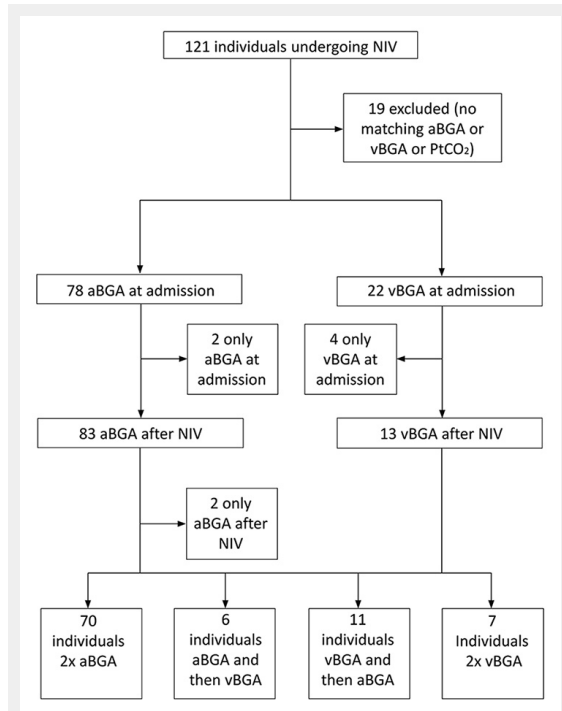 121 individuals undergoing NIV
19 excluded (no
matching aBGA or
vBGA or PtCO₂)
78 aBGA at admission
22 vBGA at admission
2 only
aBGA at
admission
4 only
vBGA at
admission
83 aBGA after NIV
13 vBGA after NIV
2 only
aBGA after
NIV
70
individuals
2x aBGA
6
individuals
aBGA and
then vBGA
11
individuals
vBGA and
then aBGA
7
Individuals
2x vBGA